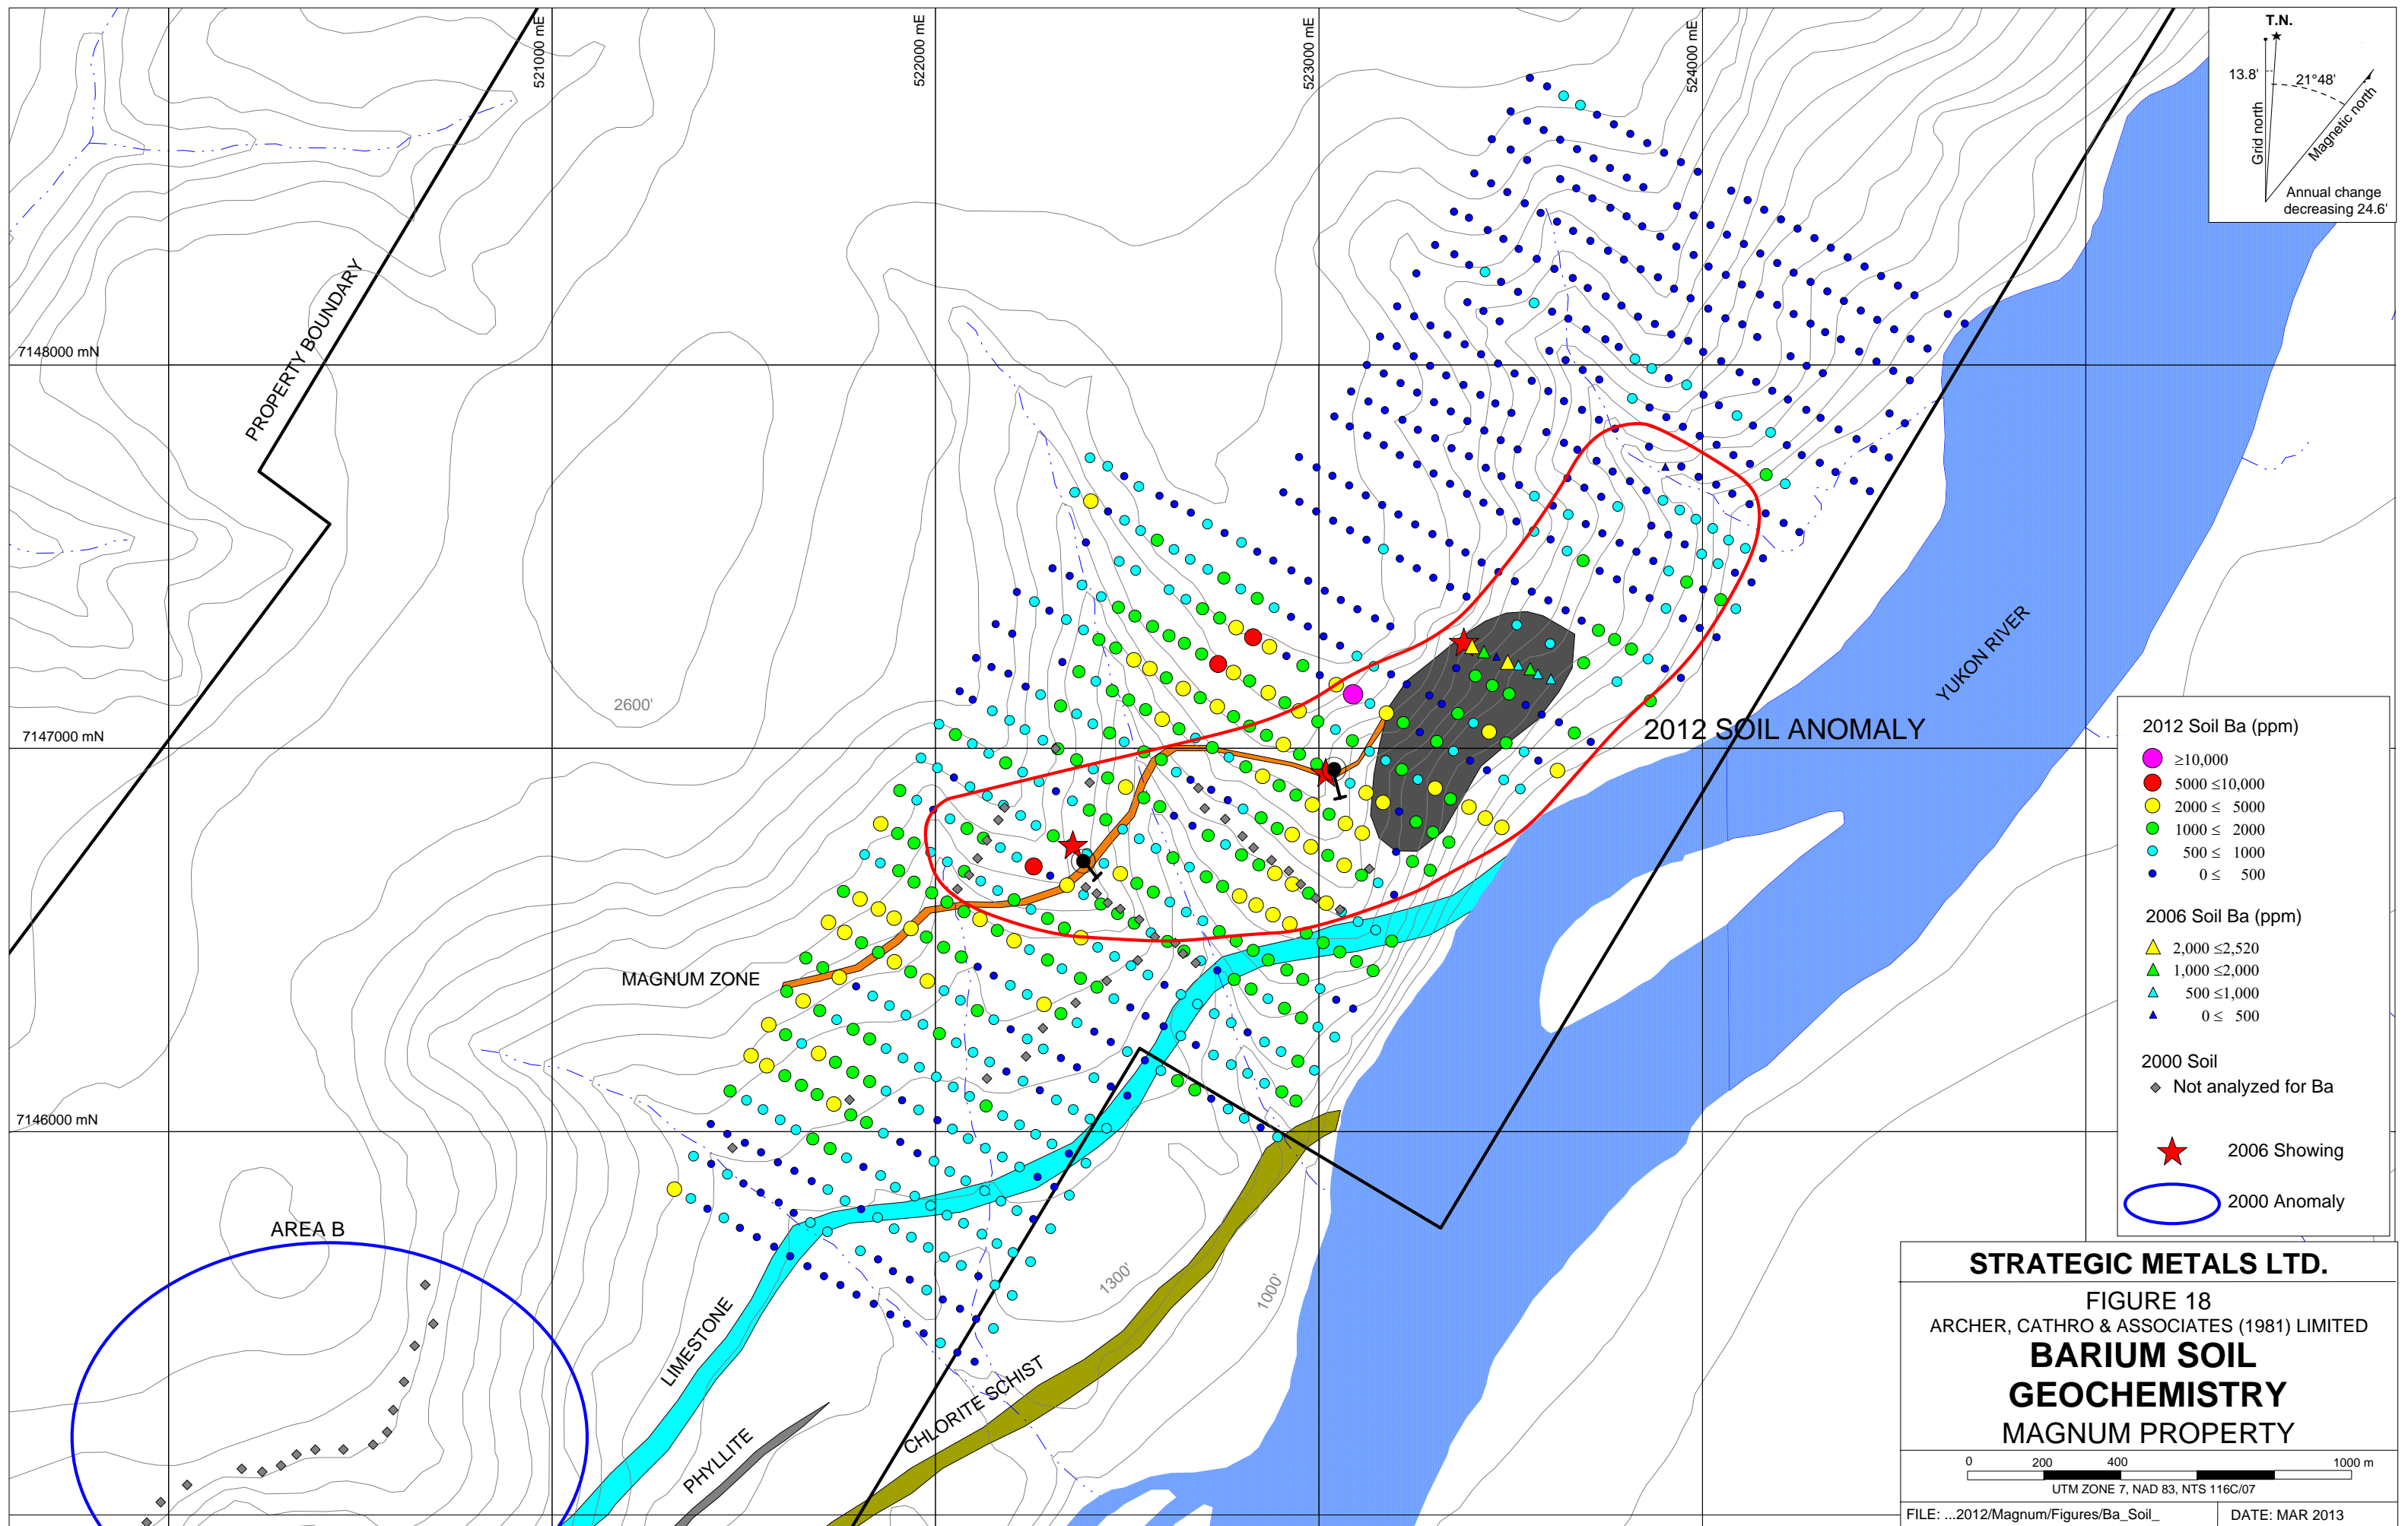 521000 mE
522000 mE
523000 mE
524000 mE
T.N.
13.8'
21°48'
Grid north
Magnetic north
Annual change
decreasing 24.6'
PROPERTY BOUNDARY
7148000 mN
2600'
7147000 mN
2012 SOIL ANOMALY
YUKON RIVER
MAGNUM ZONE
7146000 mN
AREA B
LIMESTONE
PHYLLITE
CHLORITE SCHIST
1300'
1000'
2012 Soil Ba (ppm)
≥10,000
5000 ≤10,000
2000 ≤ 5000
1000 ≤ 2000
500 ≤ 1000
0 ≤ 500
2006 Soil Ba (ppm)
2,000 ≤2,520
1,000 ≤2,000
500 ≤1,000
0 ≤ 500
2000 Soil
Not analyzed for Ba
2006 Showing
2000 Anomaly
STRATEGIC METALS LTD.
FIGURE 18
ARCHER, CATHRO & ASSOCIATES (1981) LIMITED
BARIUM SOIL
GEOCHEMISTRY
MAGNUM PROPERTY
0 200 400 1000 m
UTM ZONE 7, NAD 83, NTS 116C/07
FILE: ...2012/Magnum/Figures/Ba_Soil_
DATE: MAR 2013